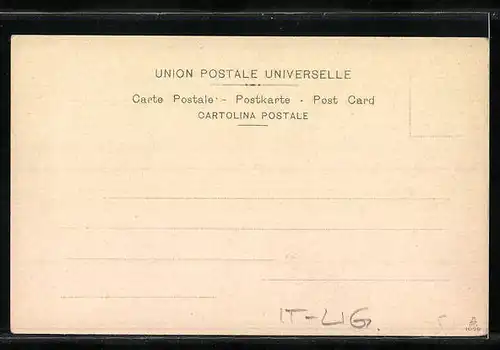 UNION POSTALE UNIVERSELLE
Carte Postale - Postkarte - Post Card
CARTOLINA POSTALE
IT-LIG.